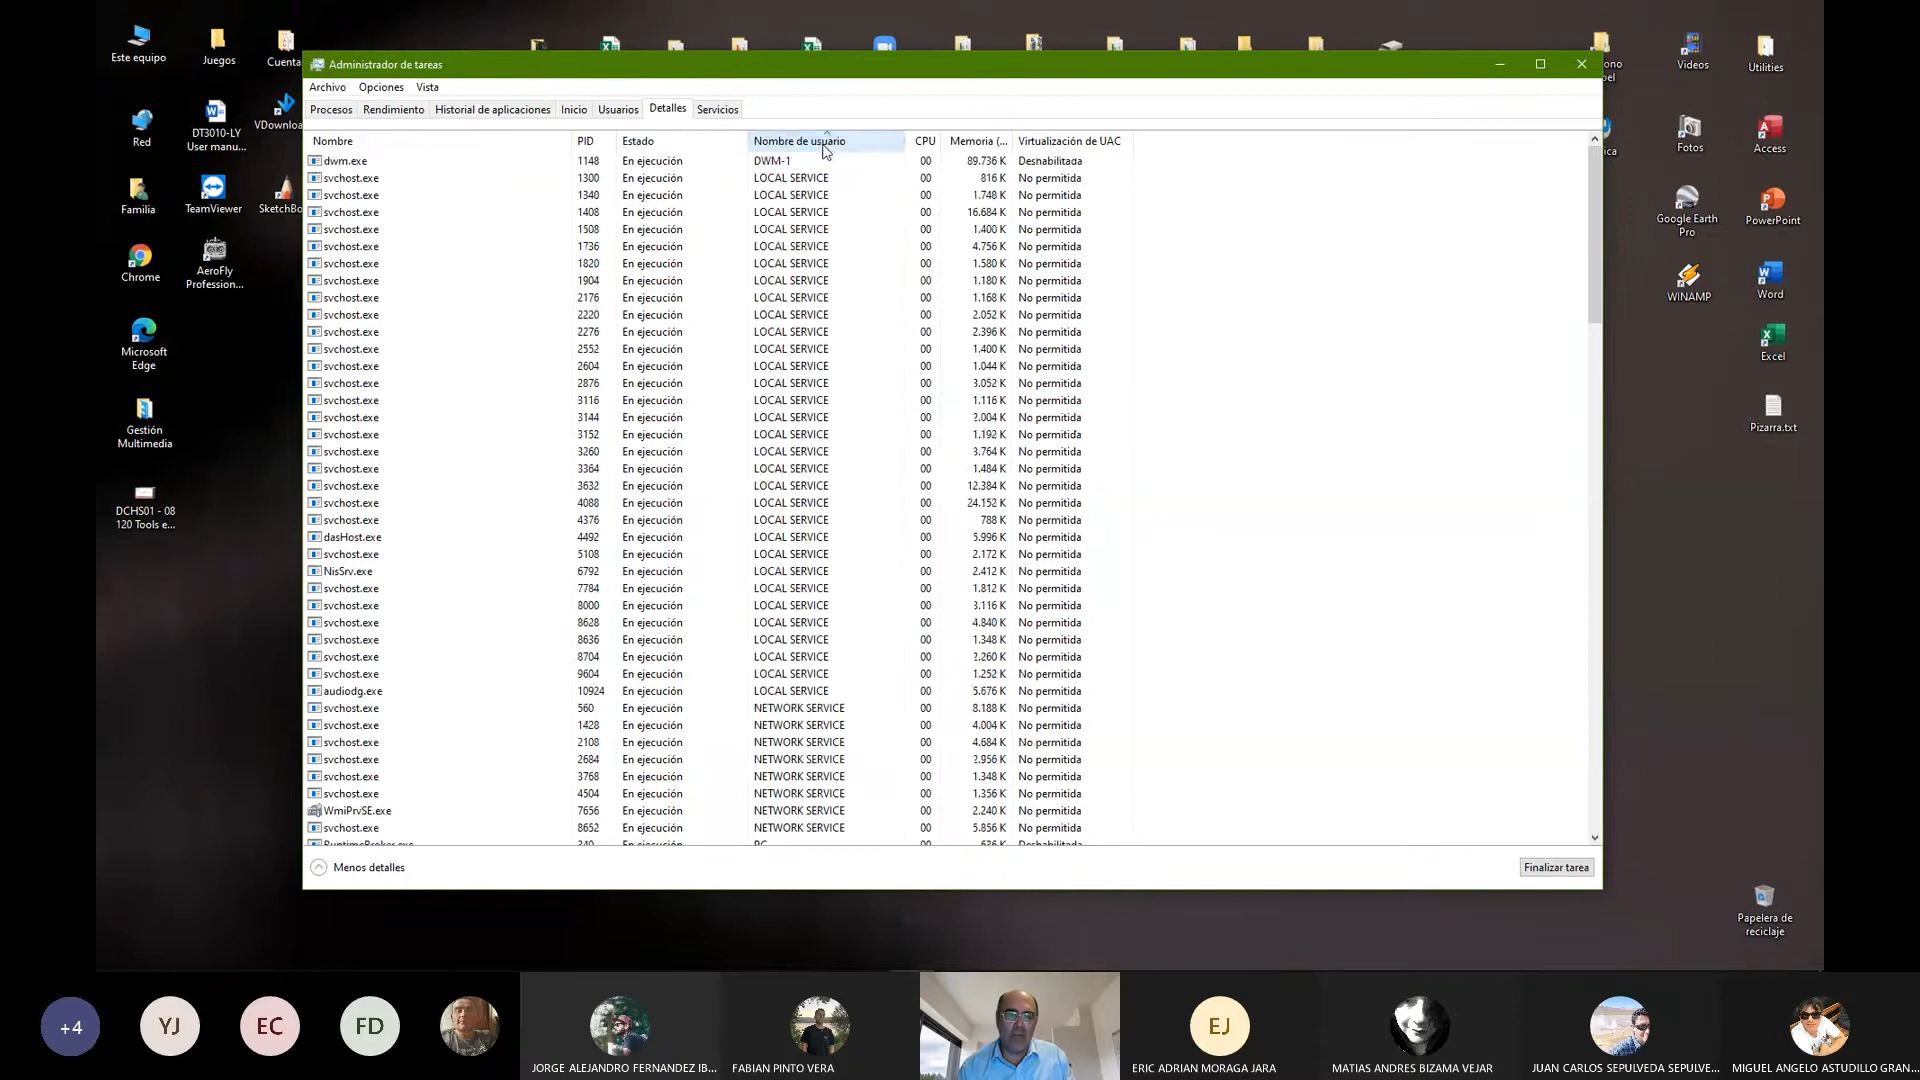 Este equipo
Juegos
Cuenta
Videos
Utilities
Administrador de tareas
Archivo Opciones Vista
Procesos Rendimiento Historial de aplicaciones Inicio Usuarios Detalles Servicios
Nombre PID Estado Nombre de usuario CPU Memoria (... Virtualización de UAC
dwm.exe 1148 En ejecución DWM-1 00 89.736 K Deshabilitada
svchost.exe 1300 En ejecución LOCAL SERVICE 00 816 K No permitida
svchost.exe 1340 En ejecución LOCAL SERVICE 00 1.748 K No permitida
svchost.exe 1408 En ejecución LOCAL SERVICE 00 16.684 K No permitida
svchost.exe 1508 En ejecución LOCAL SERVICE 00 1.400 K No permitida
svchost.exe 1736 En ejecución LOCAL SERVICE 00 4.756 K No permitida
svchost.exe 1820 En ejecución LOCAL SERVICE 00 1.580 K No permitida
svchost.exe 1904 En ejecución LOCAL SERVICE 00 1.180 K No permitida
svchost.exe 2176 En ejecución LOCAL SERVICE 00 1.168 K No permitida
svchost.exe 2220 En ejecución LOCAL SERVICE 00 2.052 K No permitida
svchost.exe 2276 En ejecución LOCAL SERVICE 00 2.396 K No permitida
svchost.exe 2552 En ejecución LOCAL SERVICE 00 1.400 K No permitida
svchost.exe 2604 En ejecución LOCAL SERVICE 00 1.044 K No permitida
svchost.exe 2876 En ejecución LOCAL SERVICE 00 3.052 K No permitida
svchost.exe 3116 En ejecución LOCAL SERVICE 00 1.116 K No permitida
svchost.exe 3144 En ejecución LOCAL SERVICE 00 2.004 K No permitida
svchost.exe 3152 En ejecución LOCAL SERVICE 00 1.192 K No permitida
svchost.exe 3260 En ejecución LOCAL SERVICE 00 3.764 K No permitida
svchost.exe 3364 En ejecución LOCAL SERVICE 00 1.484 K No permitida
svchost.exe 3632 En ejecución LOCAL SERVICE 00 12.384 K No permitida
svchost.exe 4088 En ejecución LOCAL SERVICE 00 24.152 K No permitida
svchost.exe 4376 En ejecución LOCAL SERVICE 00 788 K No permitida
dasHost.exe 4492 En ejecución LOCAL SERVICE 00 5.996 K No permitida
svchost.exe 5108 En ejecución LOCAL SERVICE 00 2.172 K No permitida
NisSrv.exe 6792 En ejecución LOCAL SERVICE 00 2.412 K No permitida
svchost.exe 7784 En ejecución LOCAL SERVICE 00 1.812 K No permitida
svchost.exe 8000 En ejecución LOCAL SERVICE 00 3.116 K No permitida
svchost.exe 8628 En ejecución LOCAL SERVICE 00 4.840 K No permitida
svchost.exe 8636 En ejecución LOCAL SERVICE 00 1.348 K No permitida
svchost.exe 8704 En ejecución LOCAL SERVICE 00 2.260 K No permitida
svchost.exe 9604 En ejecución LOCAL SERVICE 00 1.252 K No permitida
audiodg.exe 10924 En ejecución LOCAL SERVICE 00 5.676 K No permitida
svchost.exe 560 En ejecución NETWORK SERVICE 00 8.188 K No permitida
svchost.exe 1428 En ejecución NETWORK SERVICE 00 4.004 K No permitida
svchost.exe 2108 En ejecución NETWORK SERVICE 00 4.684 K No permitida
svchost.exe 2684 En ejecución NETWORK SERVICE 00 2.956 K No permitida
svchost.exe 3768 En ejecución NETWORK SERVICE 00 1.348 K No permitida
svchost.exe 4504 En ejecución NETWORK SERVICE 00 1.356 K No permitida
WmiPrvSE.exe 7656 En ejecución NETWORK SERVICE 00 2.240 K No permitida
svchost.exe 8652 En ejecución NETWORK SERVICE 00 5.856 K No permitida
Menos detalles
Finalizar tarea
Red
DT3010-LY
User manu...
VDownloa
Familia
TeamViewer
SketchBo
Chrome
AeroFly
Profession...
Microsoft
Edge
Gestión
Multimedia
DCHS01 - 08
120 Tools e...
Fotos
Access
Google Earth
Pro
PowerPoint
WINAMP
Word
Excel
Pizarra.txt
Papelera de
reciclaje
+4
YJ
EC
FD
EJ
JORGE ALEJANDRO FERNANDEZ IB...
FABIAN PINTO VERA
ERIC ADRIAN MORAGA JARA
MATIAS ANDRES BIZAMA VEJAR
JUAN CARLOS SEPULVEDA SEPULVE...
MIGUEL ANGELO ASTUDILLO GRAN...